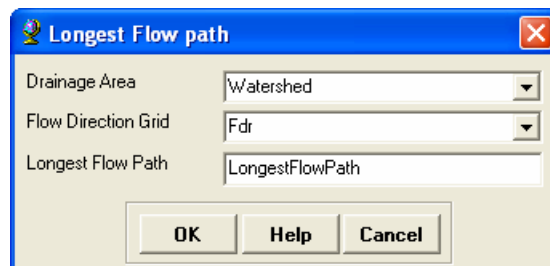 Longest Flow path
Drainage Area Watershed
Flow Direction Grid Fdr
Longest Flow Path LongestFlowPath
OK Help Cancel